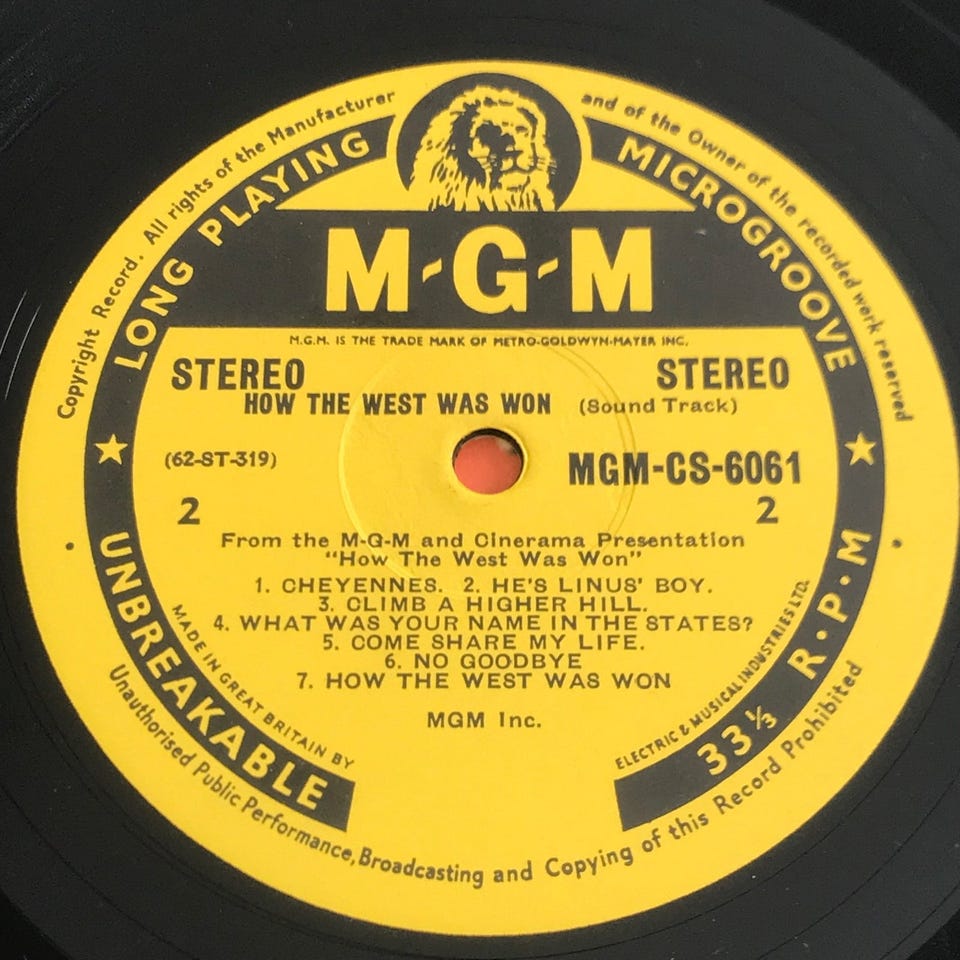 Copyright Record. All rights of the Manufacturer and of the Owner of the recorded work reserved
LONG PLAYING MICROGROOVE
M-G-M
M.G.M. IS THE TRADE MARK OF METRO-GOLDWYN-MAYER INC.
STEREO STEREO
HOW THE WEST WAS WON (Sound Track)
(62-ST-319) MGM-CS-6061
2 2
From the M-G-M and Cinerama Presentation
"How The West Was Won"
1. CHEYENNES. 2. HE'S LINUS' BOY.
3. CLIMB A HIGHER HILL.
4. WHAT WAS YOUR NAME IN THE STATES?
5. COME SHARE MY LIFE.
6. NO GOODBYE
7. HOW THE WEST WAS WON
MGM Inc.
MADE IN GREAT BRITAIN BY ELECTRIC & MUSICAL INDUSTRIES LTD.
UNBREAKABLE 33⅓ R·P·M
Unauthorised Public Performance, Broadcasting and Copying of this Record Prohibited